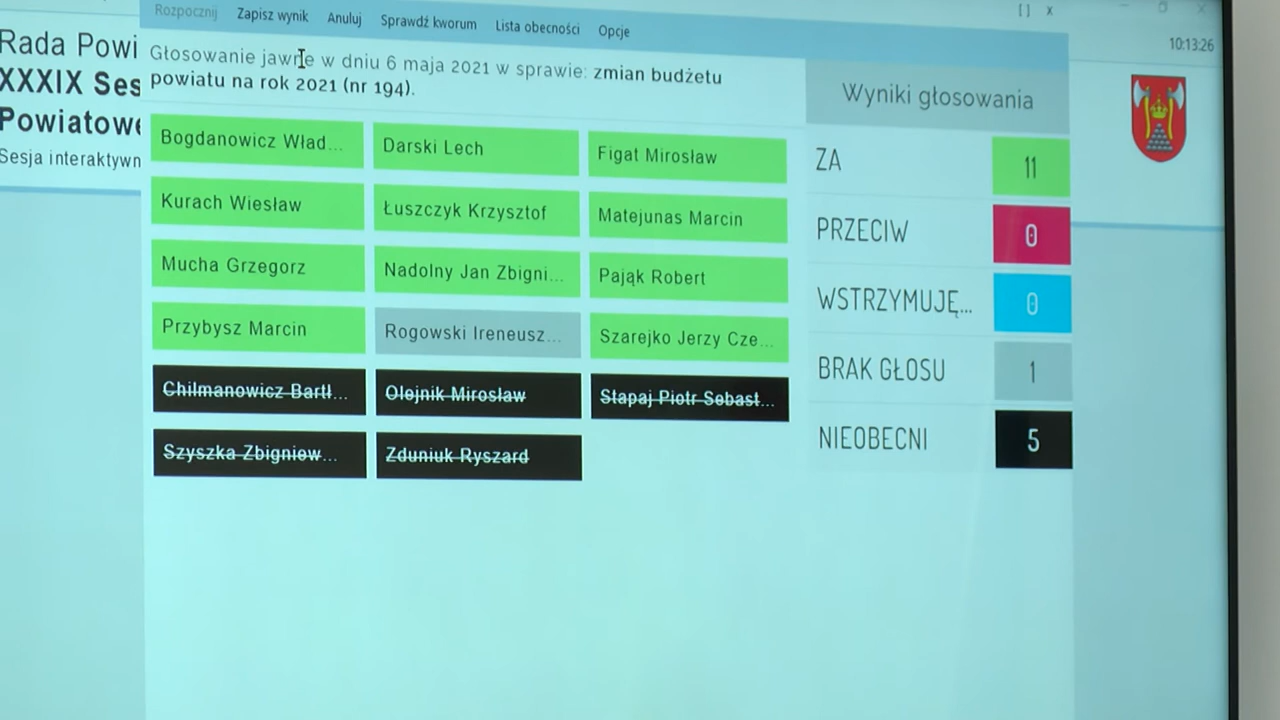 Rozpocznij Zapisz wynik Anuluj Sprawdź kworum Lista obecności Opcje [ ] X
10:13:26
Rada Powi
XXXIX Ses
Powiatowe
Sesja interaktywn
Głosowanie jawne w dniu 6 maja 2021 w sprawie: zmian budżetu
powiatu na rok 2021 (nr 194).
Bogdanowicz Wład... Darski Lech Figat Mirosław
Kurach Wiesław Łuszczyk Krzysztof Matejunas Marcin
Mucha Grzegorz Nadolny Jan Zbigni... Pająk Robert
Przybysz Marcin Rogowski Ireneusz... Szarejko Jerzy Cze...
Chilmanowicz Bartł... Olejnik Mirosław Stapaj Piotr Sebast...
Szyszka Zbigniew... Zduniuk Ryszard
Wyniki głosowania
ZA 11
PRZECIW 0
WSTRZYMUJĘ... 0
BRAK GŁOSU 1
NIEOBECNI 5